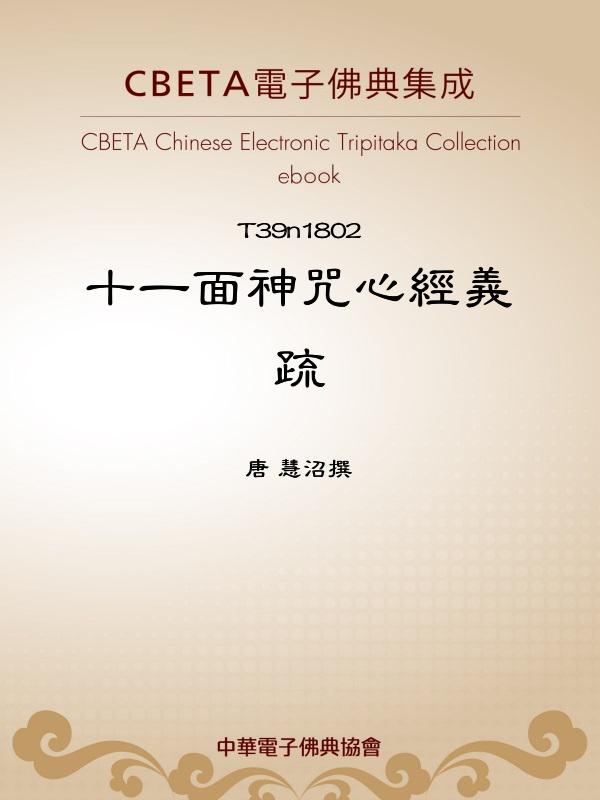 CBETA電子佛典集成
CBETA Chinese Electronic Tripitaka Collection
ebook
T39n1802
十一面神咒心經義
疏
唐 慧沼撰
中華電子佛典協會